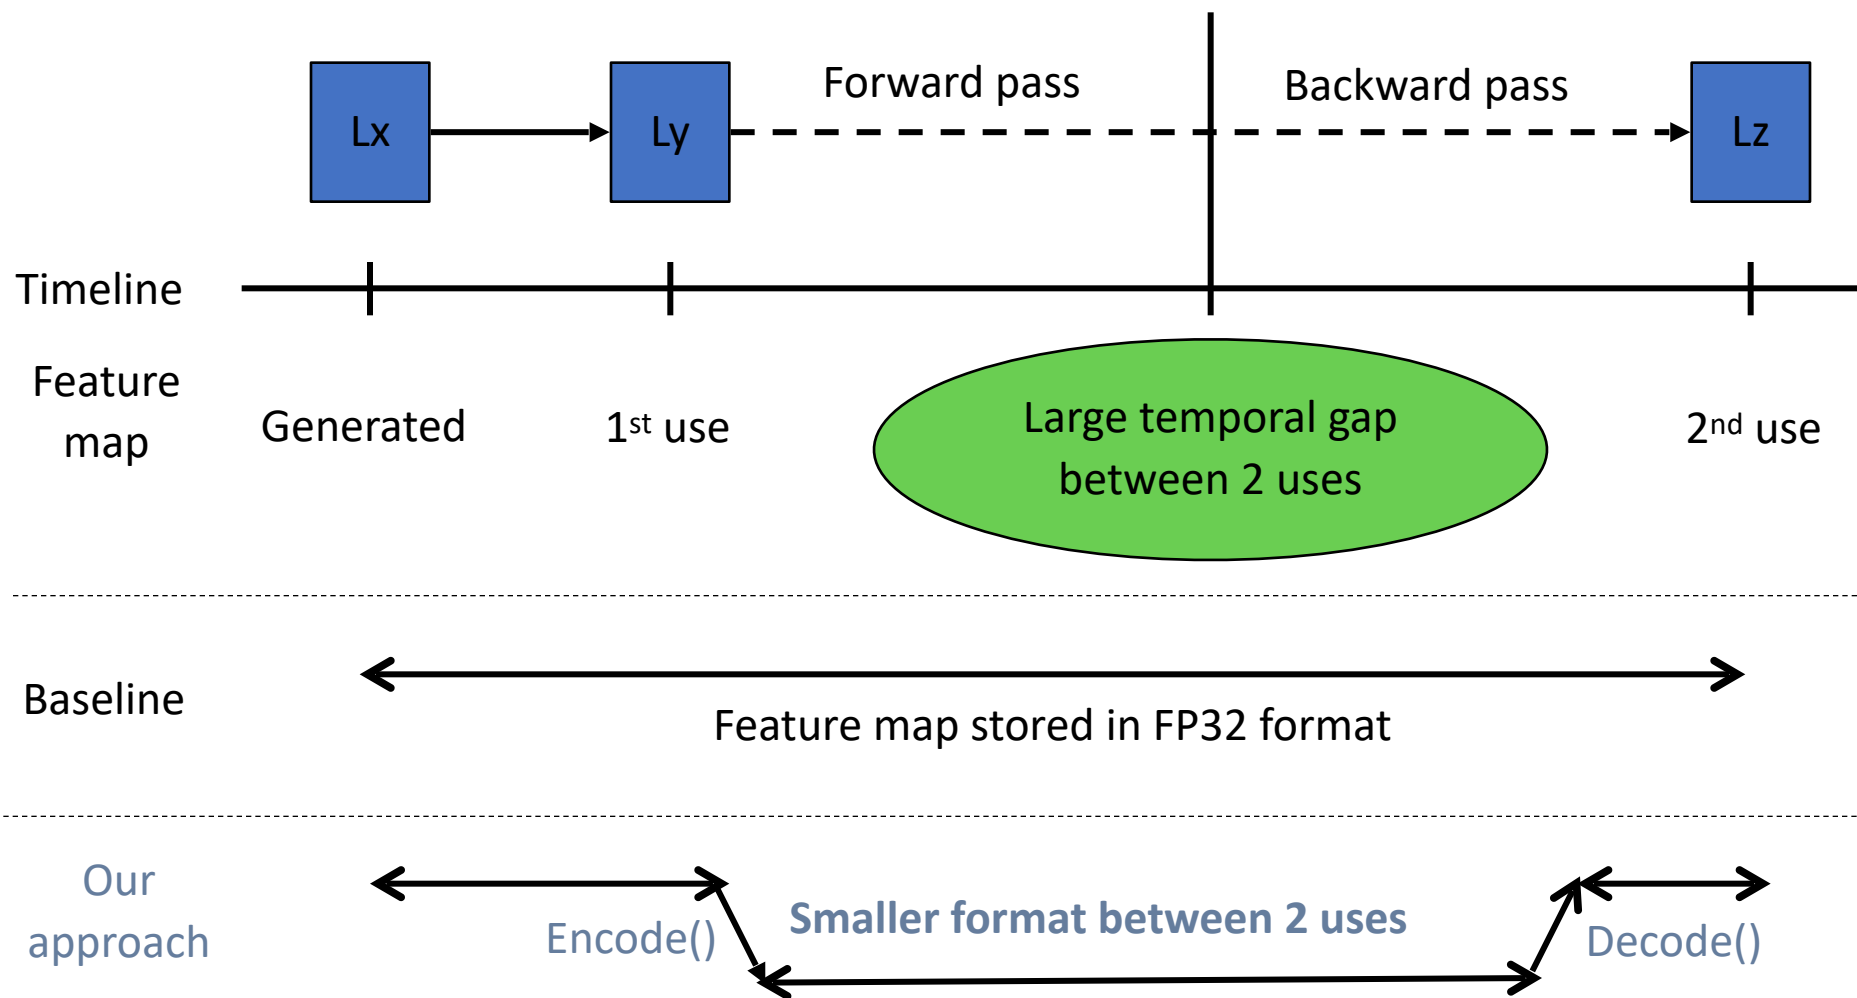 Forward pass
Backward pass
Lx
Ly
Lz
Timeline
Feature
map
Generated
1st use
Large temporal gap
between 2 uses
2nd use
Baseline
Feature map stored in FP32 format
Our
approach
Encode()
Smaller format between 2 uses
Decode()